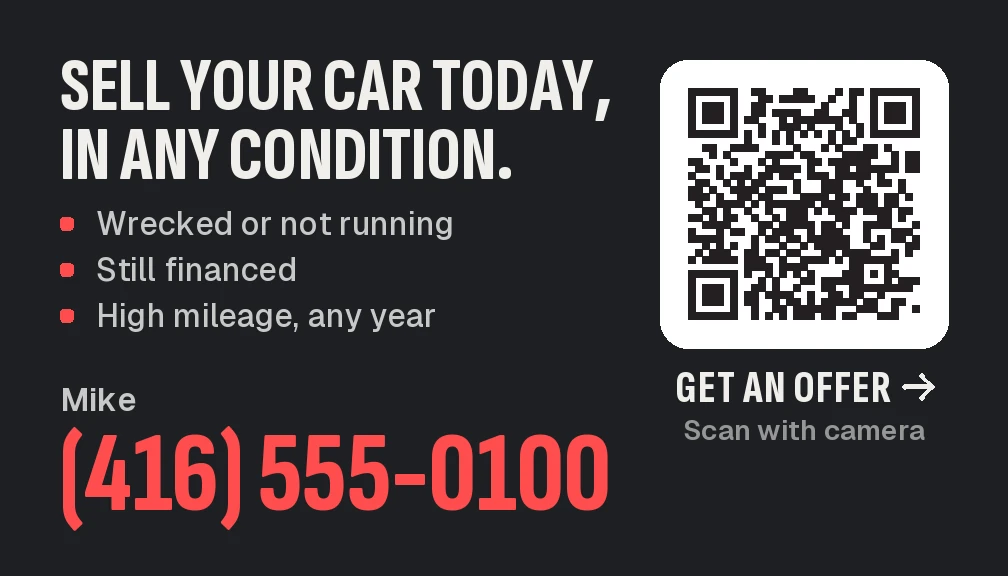 SELL YOUR CAR TODAY,
IN ANY CONDITION.
Wrecked or not running
Still financed
High mileage, any year
Mike
(416) 555-0100
GET AN OFFER →
Scan with camera